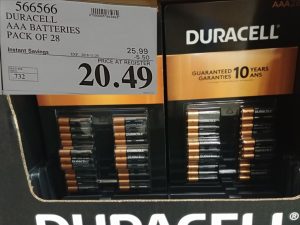 566566
DURACELL
AAA BATTERIES
PACK OF 28
Instant Savings
25.99
-5.50
PRICE AT REGISTER
20.49
732
DURACELL
AAA
GUARANTEED
GARANTIES
10 YEARS
ANS
DURACELL